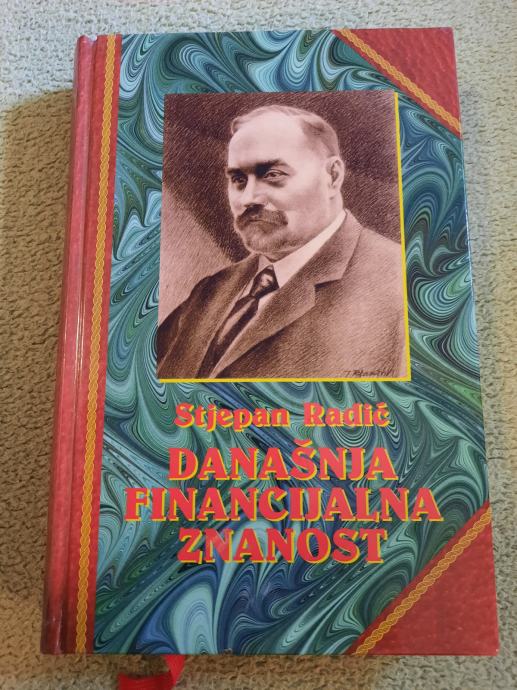 Stjepan Radić
DANAŠNJA
FINANCIJALNA
ZNANOST